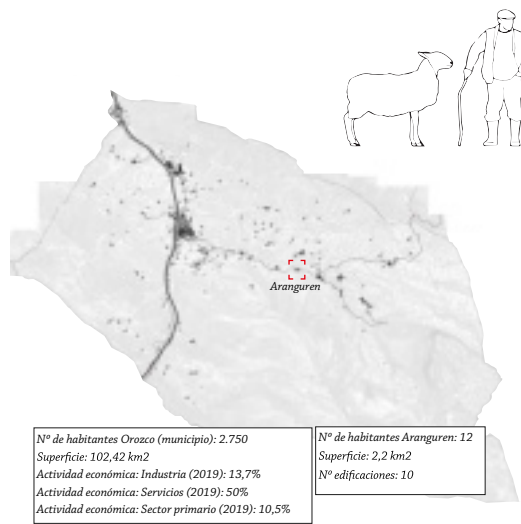 Aranguren
Nº de habitantes Orozco (municipio): 2.750
Superficie: 102,42 km2
Actividad económica: Industria (2019): 13,7%
Actividad económica: Servicios (2019): 50%
Actividad económica: Sector primario (2019): 10,5%
Nº de habitantes Aranguren: 12
Superficie: 2,2 km2
Nº edificaciones: 10